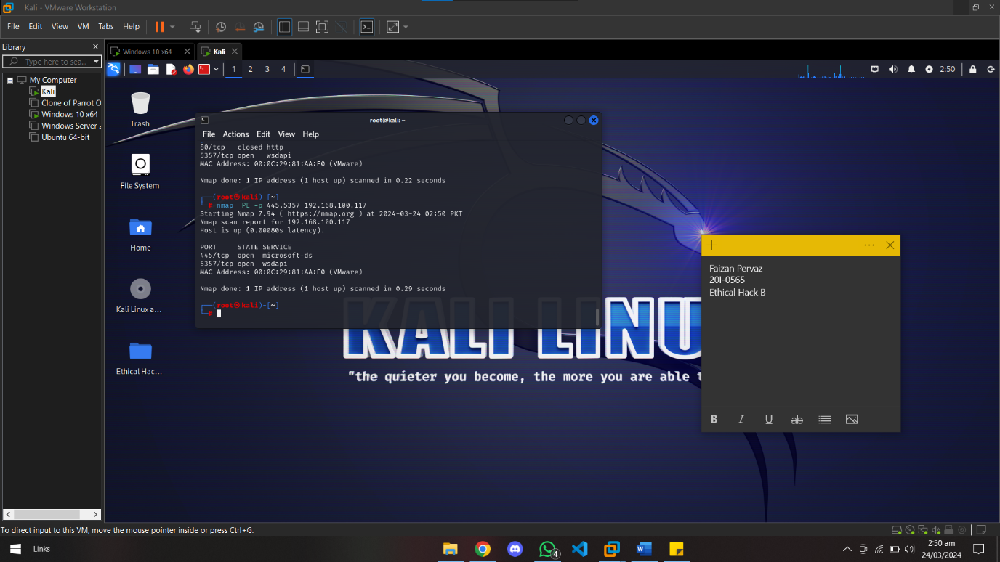 Kali - VMware Workstation
File Edit View VM Tabs Help
Library
Type here to sea...
My Computer
Kali
Clone of Parrot O
Windows 10 x64
Windows Server 2
Ubuntu 64-bit
Windows 10 x64
Kali
1 2 3 4
2:50
Trash
File System
Home
Kali Linux a...
Ethical Hac...
root@kali: ~
File Actions Edit View Help
80/tcp   closed http
5357/tcp open   wsdapi
MAC Address: 00:0C:29:81:AA:E0 (VMware)
Nmap done: 1 IP address (1 host up) scanned in 0.22 seconds
┌──(root㉿kali)-[~]
└─# nmap -PE -p 445,5357 192.168.100.117
Starting Nmap 7.94 ( https://nmap.org ) at 2024-03-24 02:50 PKT
Nmap scan report for 192.168.100.117
Host is up (0.00080s latency).
PORT     STATE SERVICE
445/tcp  open  microsoft-ds
5357/tcp open  wsdapi
MAC Address: 00:0C:29:81:AA:E0 (VMware)
Nmap done: 1 IP address (1 host up) scanned in 0.29 seconds
┌──(root㉿kali)-[~]
└─#
KALI LINU
"the quieter you become, the more you are able t
Faizan Pervaz
20I-0565
Ethical Hack B
B I U ab
To direct input to this VM, move the mouse pointer inside or press Ctrl+G.
Links
4
2:50 am
24/03/2024